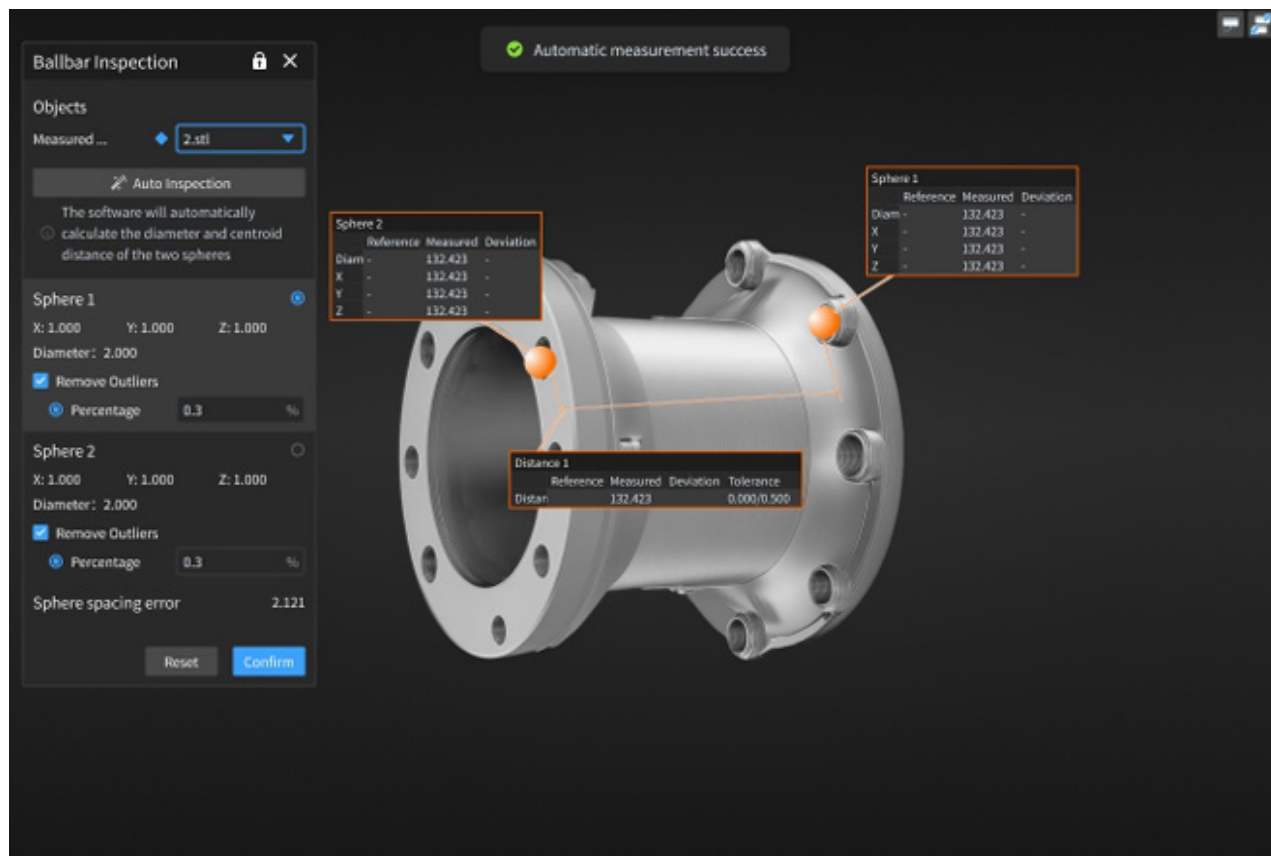 Automatic measurement success
Ballbar Inspection
Objects
Measured ...
2.stl
Auto Inspection
The software will automatically
calculate the diameter and centroid
distance of the two spheres
Sphere 1
X: 1.000 Y: 1.000 Z: 1.000
Diameter: 2.000
Remove Outliers
Percentage 0.3 %
Sphere 2
X: 1.000 Y: 1.000 Z: 1.000
Diameter: 2.000
Remove Outliers
Percentage 0.3 %
Sphere spacing error 2.121
Reset Confirm
Sphere 2
Reference Measured Deviation
Diam - 132.423 -
X - 132.423 -
Y - 132.423 -
Z - 132.423 -
Sphere 1
Reference Measured Deviation
Diam - 132.423 -
X - 132.423 -
Y - 132.423 -
Z - 132.423 -
Distance 1
Reference Measured Deviation Tolerance
Distan 132.423 0.000/0.500